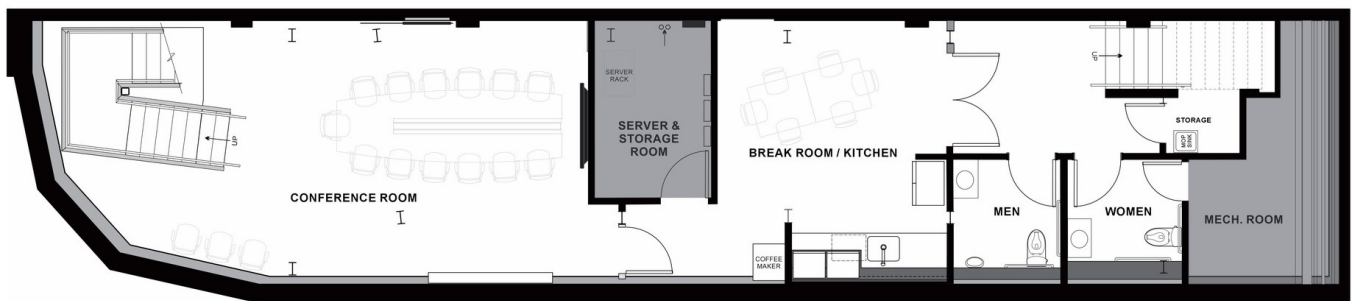 UP
CONFERENCE ROOM
SERVER
RACK
SERVER &
STORAGE
ROOM
BREAK ROOM / KITCHEN
COFFEE
MAKER
UP
STORAGE
MOP
SINK
MEN
WOMEN
MECH. ROOM